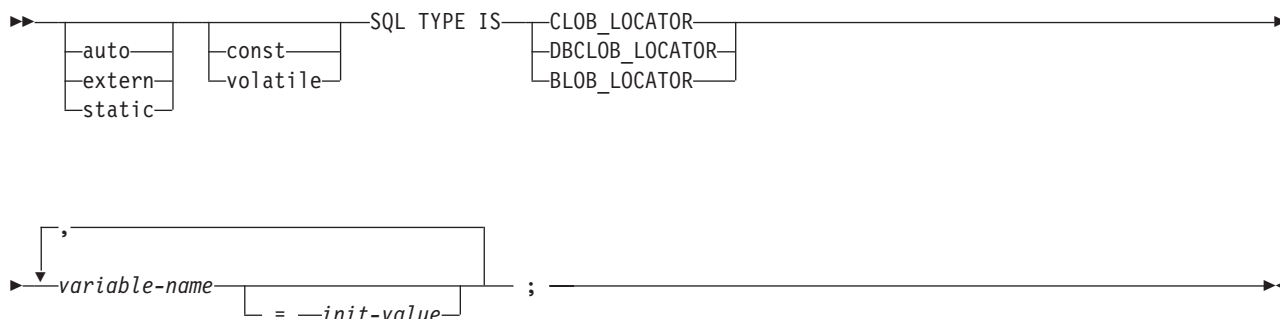 SQL TYPE IS CLOB_LOCATOR
auto const DBCLOB_LOCATOR
extern volatile BLOB_LOCATOR
static
,
variable-name ;
= init-value